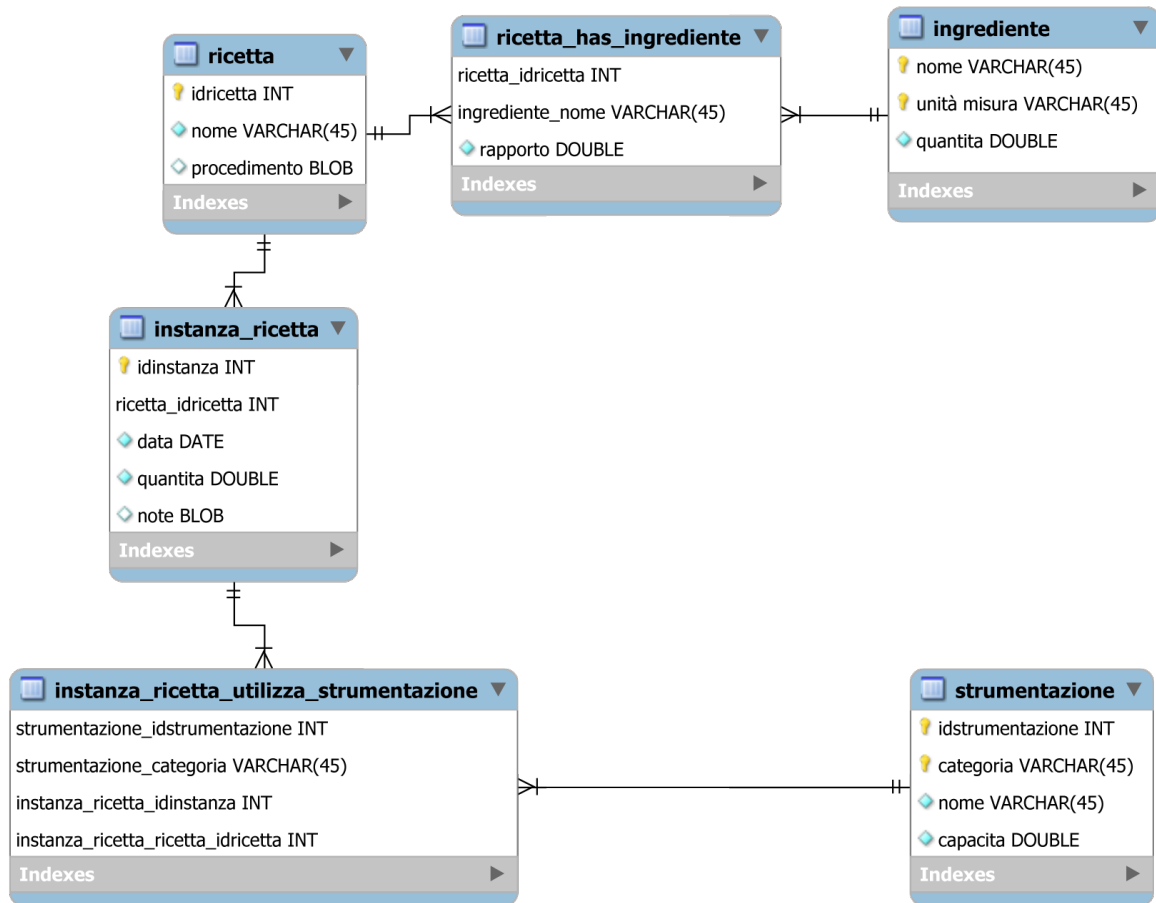 ricetta
idricetta INT
nome VARCHAR(45)
procedimento BLOB
Indexes
ricetta_has_ingrediente
ricetta_idricetta INT
ingrediente_nome VARCHAR(45)
rapporto DOUBLE
Indexes
ingrediente
nome VARCHAR(45)
unità misura VARCHAR(45)
quantita DOUBLE
Indexes
instanza_ricetta
idinstanza INT
ricetta_idricetta INT
data DATE
quantita DOUBLE
note BLOB
Indexes
instanza_ricetta_utilizza_strumentazione
strumentazione_idstrumentazione INT
strumentazione_categoria VARCHAR(45)
instanza_ricetta_idinstanza INT
instanza_ricetta_ricetta_idricetta INT
Indexes
strumentazione
idstrumentazione INT
categoria VARCHAR(45)
nome VARCHAR(45)
capacita DOUBLE
Indexes